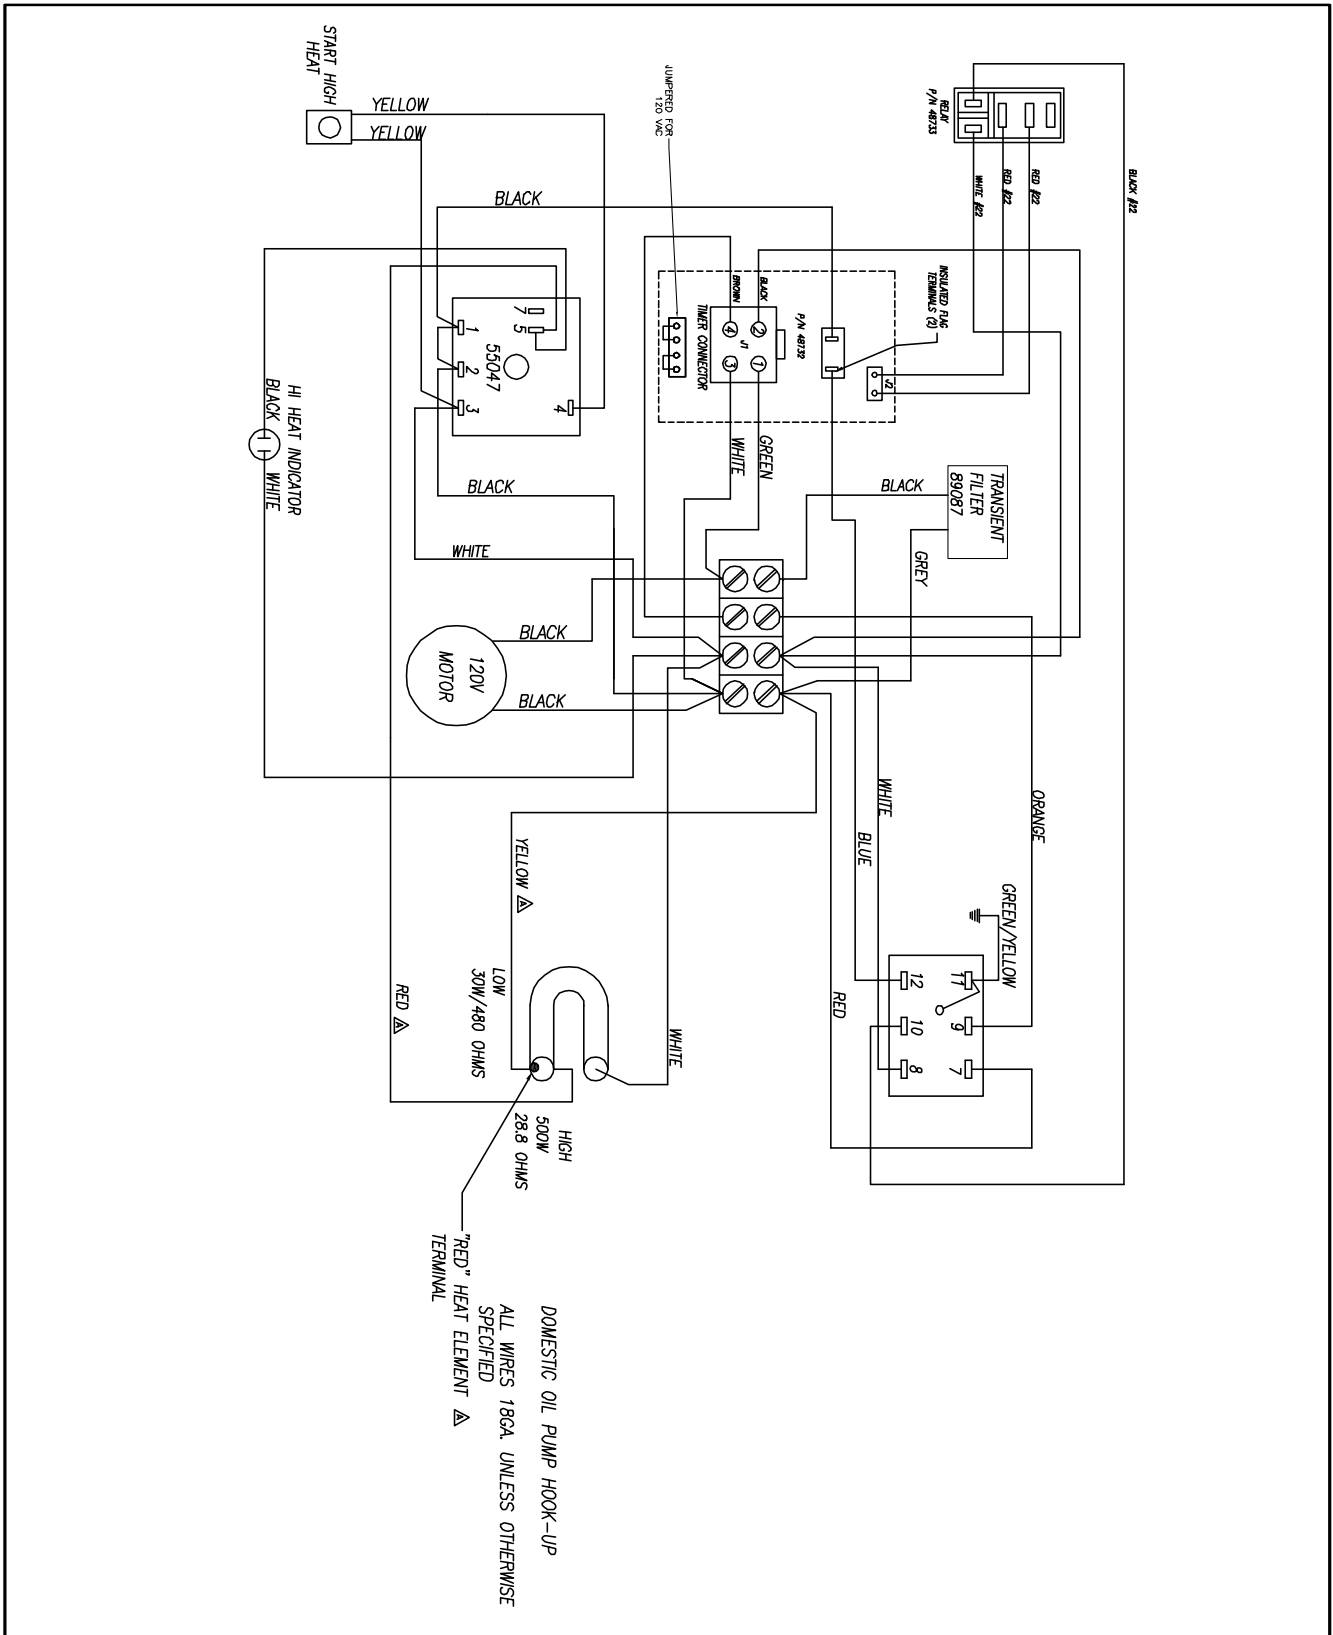 START HIGH
HEAT
YELLOW
YELLOW
JUMPERED FOR
120 VAC
RELAY
P/N 48733
BLACK #22
RED #22
RED #22
WHITE #22
BLACK
INSULATED FLAG
TERMINALS (2)
BLACK
BROWN
P/N 48732
TIMER CONNECTOR
J1
J2
2
4
1
3
7
5
1
2
3
4
55047
HI HEAT INDICATOR
BLACK
WHITE
GREEN
WHITE
BLACK
TRANSIENT
FILTER
89087
GREY
BLACK
WHITE
120V
MOTOR
BLACK
BLACK
WHITE
BLUE
ORANGE
GREEN/YELLOW
RED
11
9
7
12
10
8
YELLOW A
RED A
LOW
30W/480 OHMS
WHITE
HIGH
500W
28.8 OHMS
"RED" HEAT ELEMENT A
TERMINAL
DOMESTIC OIL PUMP HOOK-UP
ALL WIRES 18GA. UNLESS OTHERWISE
SPECIFIED